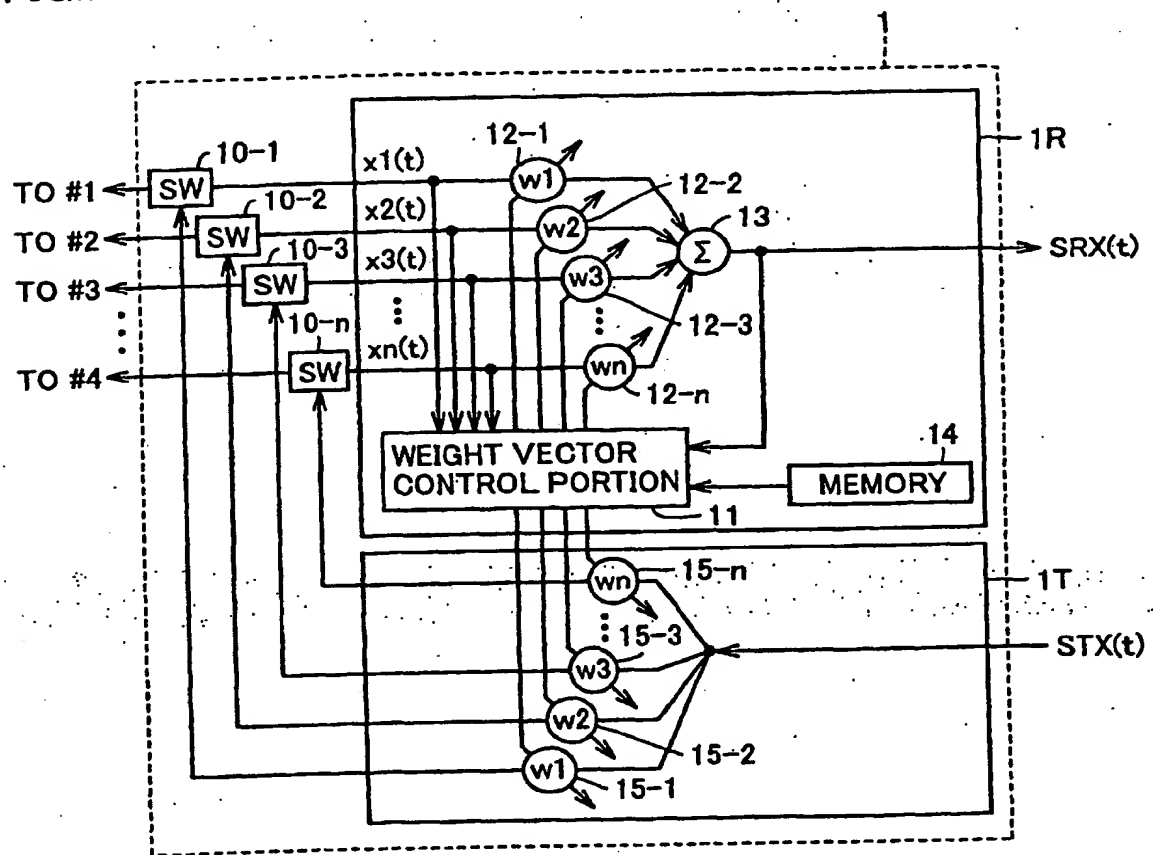 1
1R
10-1
12-1
x1(t)
TO #1
SW
w1
12-2
10-2
x2(t)
13
TO #2
SW
w2
Σ
SRX(t)
10-3
x3(t)
TO #3
SW
w3
12-3
10-n
xn(t)
TO #4
SW
wn
12-n
WEIGHT VECTOR
CONTROL PORTION
14
MEMORY
11
15-n
wn
1T
15-3
STX(t)
w3
w2
15-2
w1
15-1